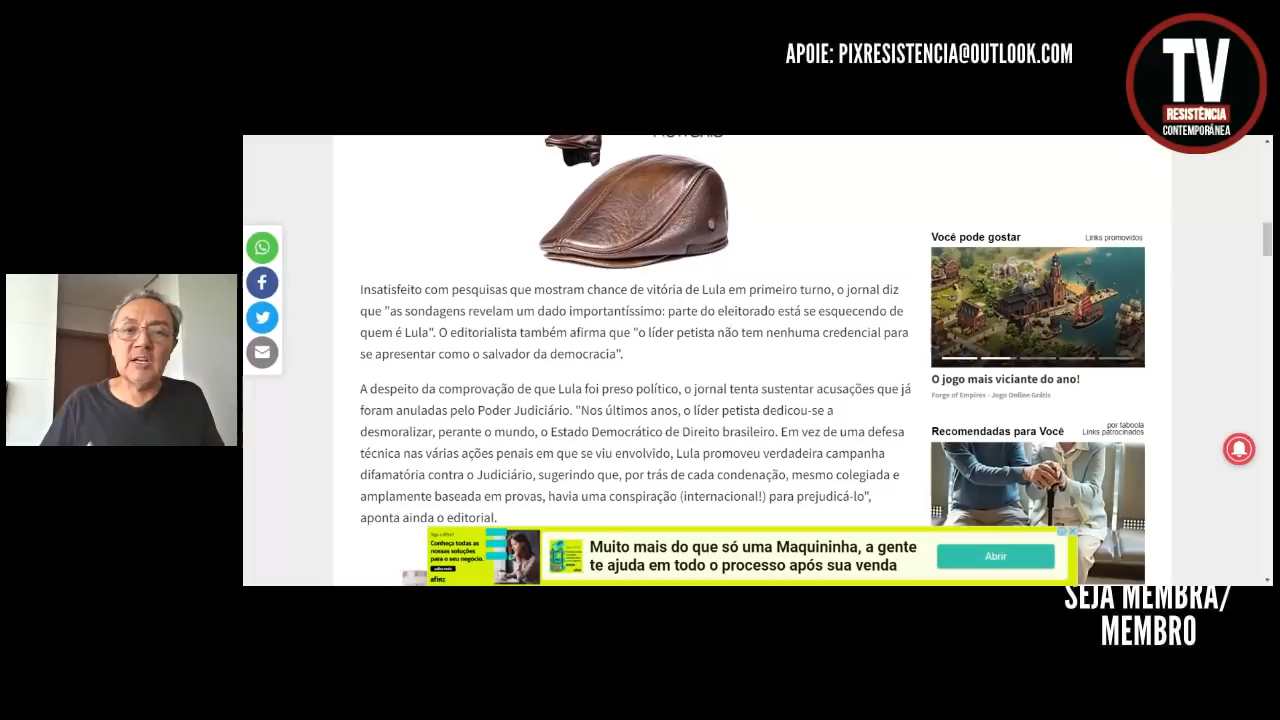 APOIE: PIXRESISTENCIA@OUTLOOK.COM
TV
RESISTÊNCIA
CONTEMPORÂNEA
Você pode gostar
Links promovidos
Insatisfeito com pesquisas que mostram chance de vitória de Lula em primeiro turno, o jornal diz
que "as sondagens revelam um dado importantíssimo: parte do eleitorado está se esquecendo de
quem é Lula". O editorialista também afirma que "o líder petista não tem nenhuma credencial para
se apresentar como o salvador da democracia".
O jogo mais viciante do ano!
Forge of Empires - Jogo Online Grátis
A despeito da comprovação de que Lula foi preso político, o jornal tenta sustentar acusações que já
foram anuladas pelo Poder Judiciário. "Nos últimos anos, o líder petista dedicou-se a
desmoralizar, perante o mundo, o Estado Democrático de Direito brasileiro. Em vez de uma defesa
técnica nas várias ações penais em que se viu envolvido, Lula promoveu verdadeira campanha
difamatória contra o Judiciário, sugerindo que, por trás de cada condenação, mesmo colegiada e
amplamente baseada em provas, havia uma conspiração (internacional!) para prejudicá-lo",
aponta ainda o editorial.
Recomendadas para Você
por taboola
Links patrocinados
Conheça todas as
nossas soluções
para o seu negócio.
afinz
Muito mais do que só uma Maquininha, a gente
te ajuda em todo o processo após sua venda
Abrir
SEJA MEMBRA/
MEMBRO